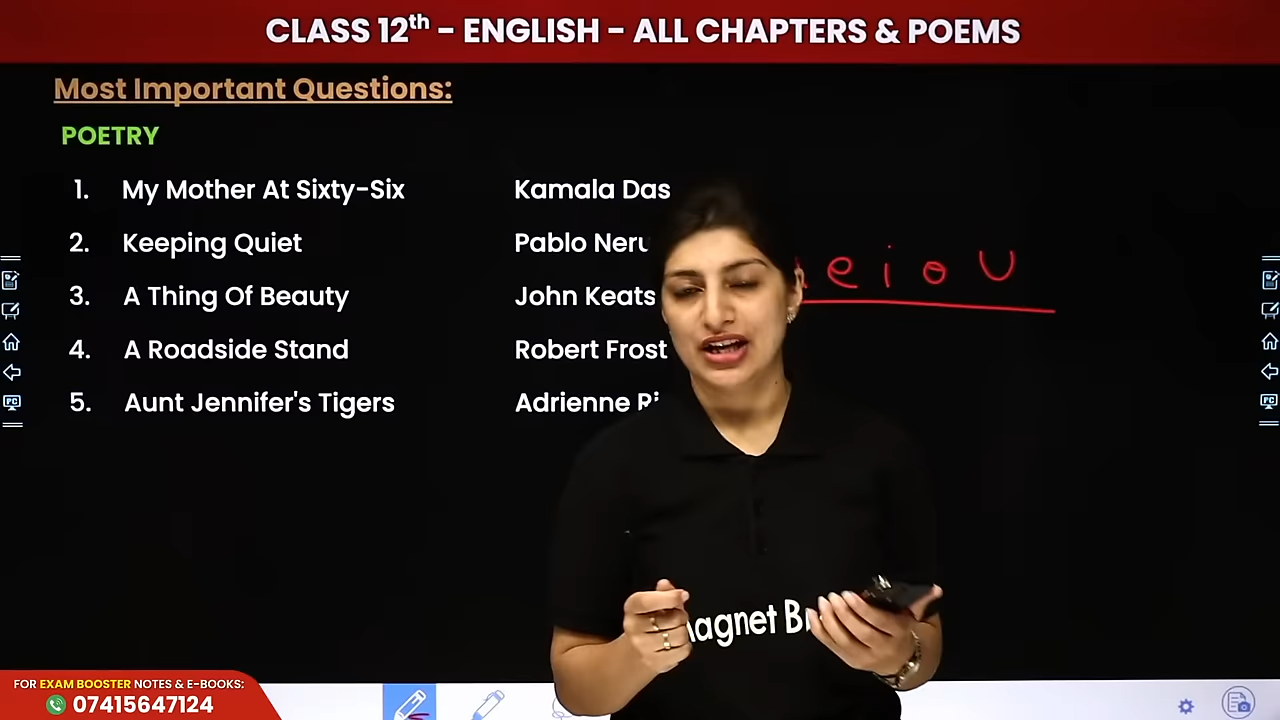 CLASS 12th - ENGLISH - ALL CHAPTERS & POEMS
Most Important Questions:
POETRY
1. My Mother At Sixty-Six Kamala Das
2. Keeping Quiet Pablo
3. A Thing Of Beauty John Keats
4. A Roadside Stand Robert Frost
5. Aunt Jennifer's Tigers Adrienne
e i o U
FOR EXAM BOOSTER NOTES & E-BOOKS:
07415647124